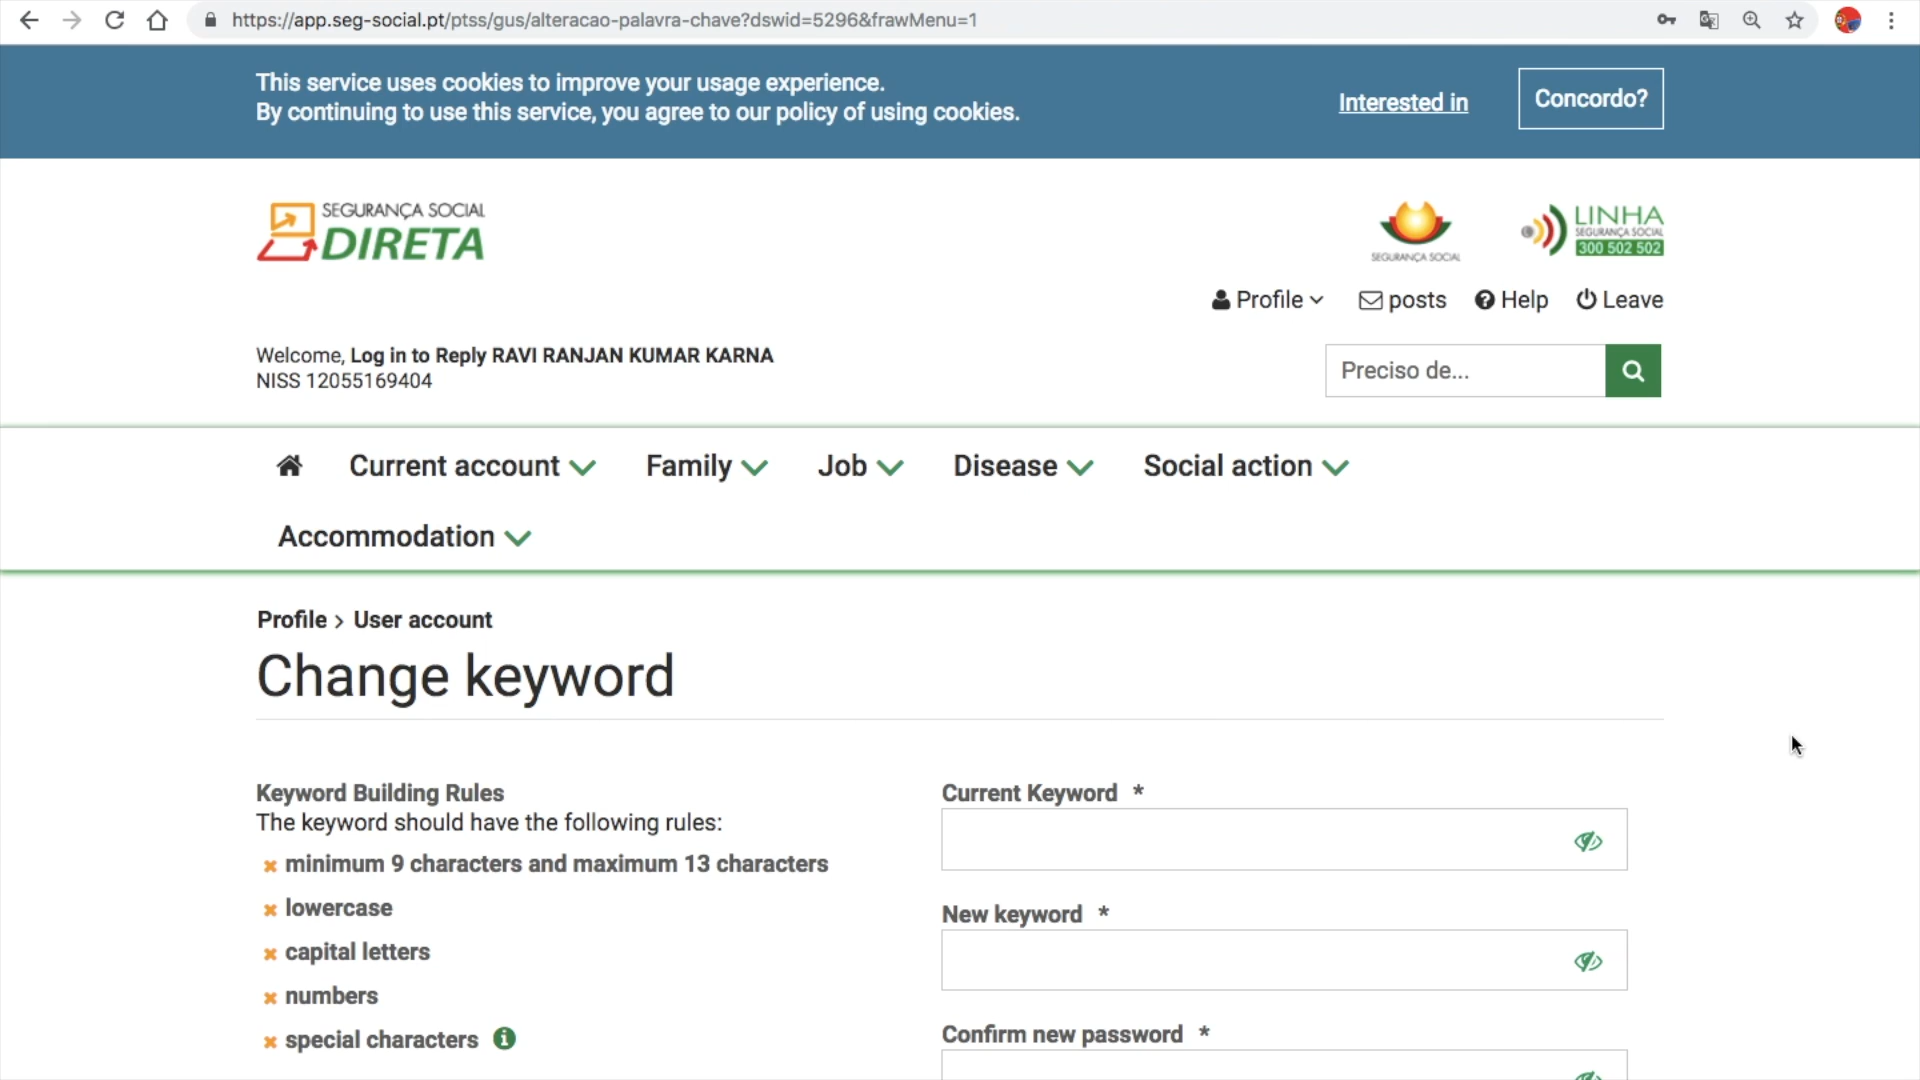 https://app.seg-social.pt/ptss/gus/alteracao-palavra-chave?dswid=5296&frawMenu=1
This service uses cookies to improve your usage experience.
By continuing to use this service, you agree to our policy of using cookies.
Interested in
Concordo?
SEGURANÇA SOCIAL
DIRETA
SEGURANÇA SOCIAL
LINHA
SEGURANÇA SOCIAL
300 502 502
Profile posts Help Leave
Welcome, Log in to Reply RAVI RANJAN KUMAR KARNA
NISS 12055169404
Preciso de...
Current account Family Job Disease Social action
Accommodation
Profile > User account
Change keyword
Keyword Building Rules
The keyword should have the following rules:
minimum 9 characters and maximum 13 characters
lowercase
capital letters
numbers
special characters
Current Keyword *
New keyword *
Confirm new password *